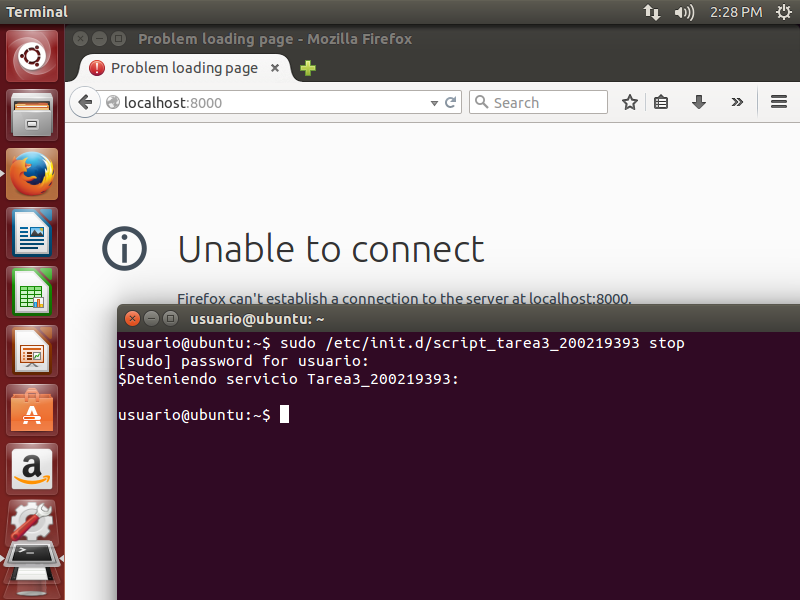 Terminal
2:28 PM
Problem loading page - Mozilla Firefox
Problem loading page
localhost:8000
Search
Unable to connect
Firefox can't establish a connection to the server at localhost:8000.
usuario@ubuntu: ~
usuario@ubuntu:~$ sudo /etc/init.d/script_tarea3_200219393 stop
[sudo] password for usuario:
$Deteniendo servicio Tarea3_200219393:
usuario@ubuntu:~$